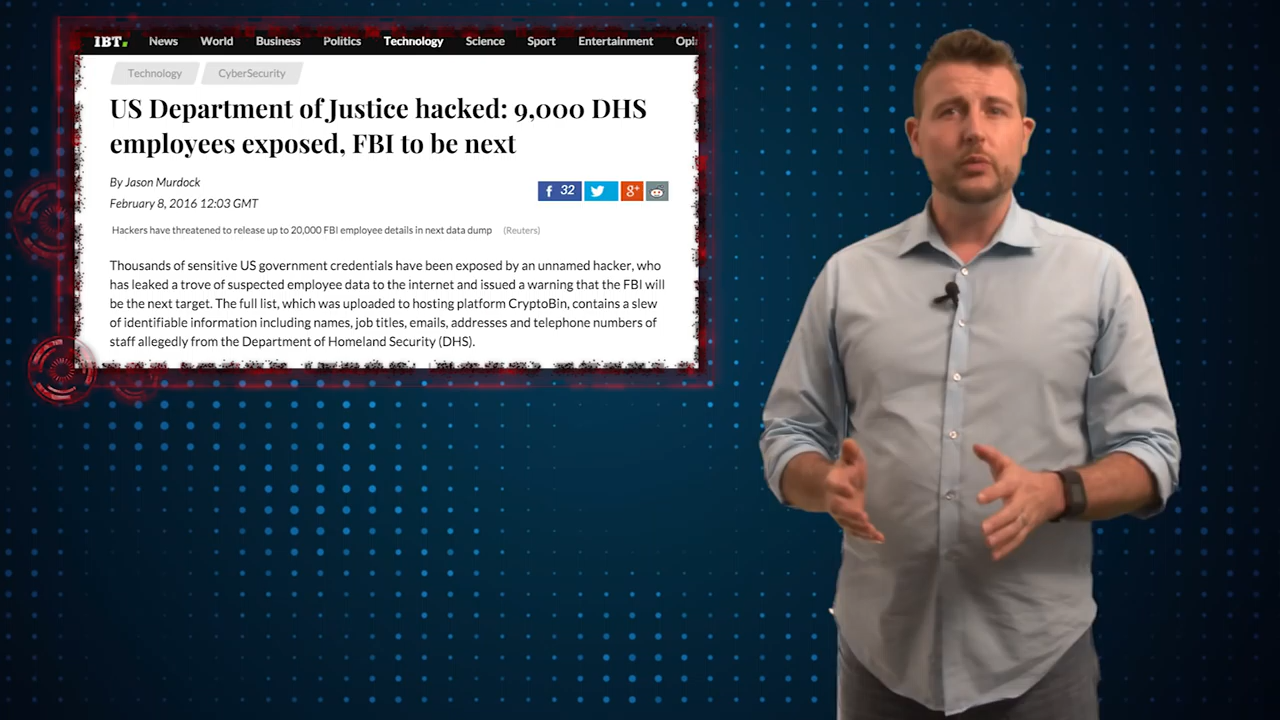 IBT. News World Business Politics Technology Science Sport Entertainment
Technology CyberSecurity
US Department of Justice hacked: 9,000 DHS
employees exposed, FBI to be next
By Jason Murdock
February 8, 2016 12:03 GMT
f 32 g+
Hackers have threatened to release up to 20,000 FBI employee details in next data dump (Reuters)
Thousands of sensitive US government credentials have been exposed by an unnamed hacker, who
has leaked a trove of suspected employee data to the internet and issued a warning that the FBI will
be the next target. The full list, which was uploaded to hosting platform CryptoBin, contains a slew
of identifiable information including names, job titles, emails, addresses and telephone numbers of
staff allegedly from the Department of Homeland Security (DHS).